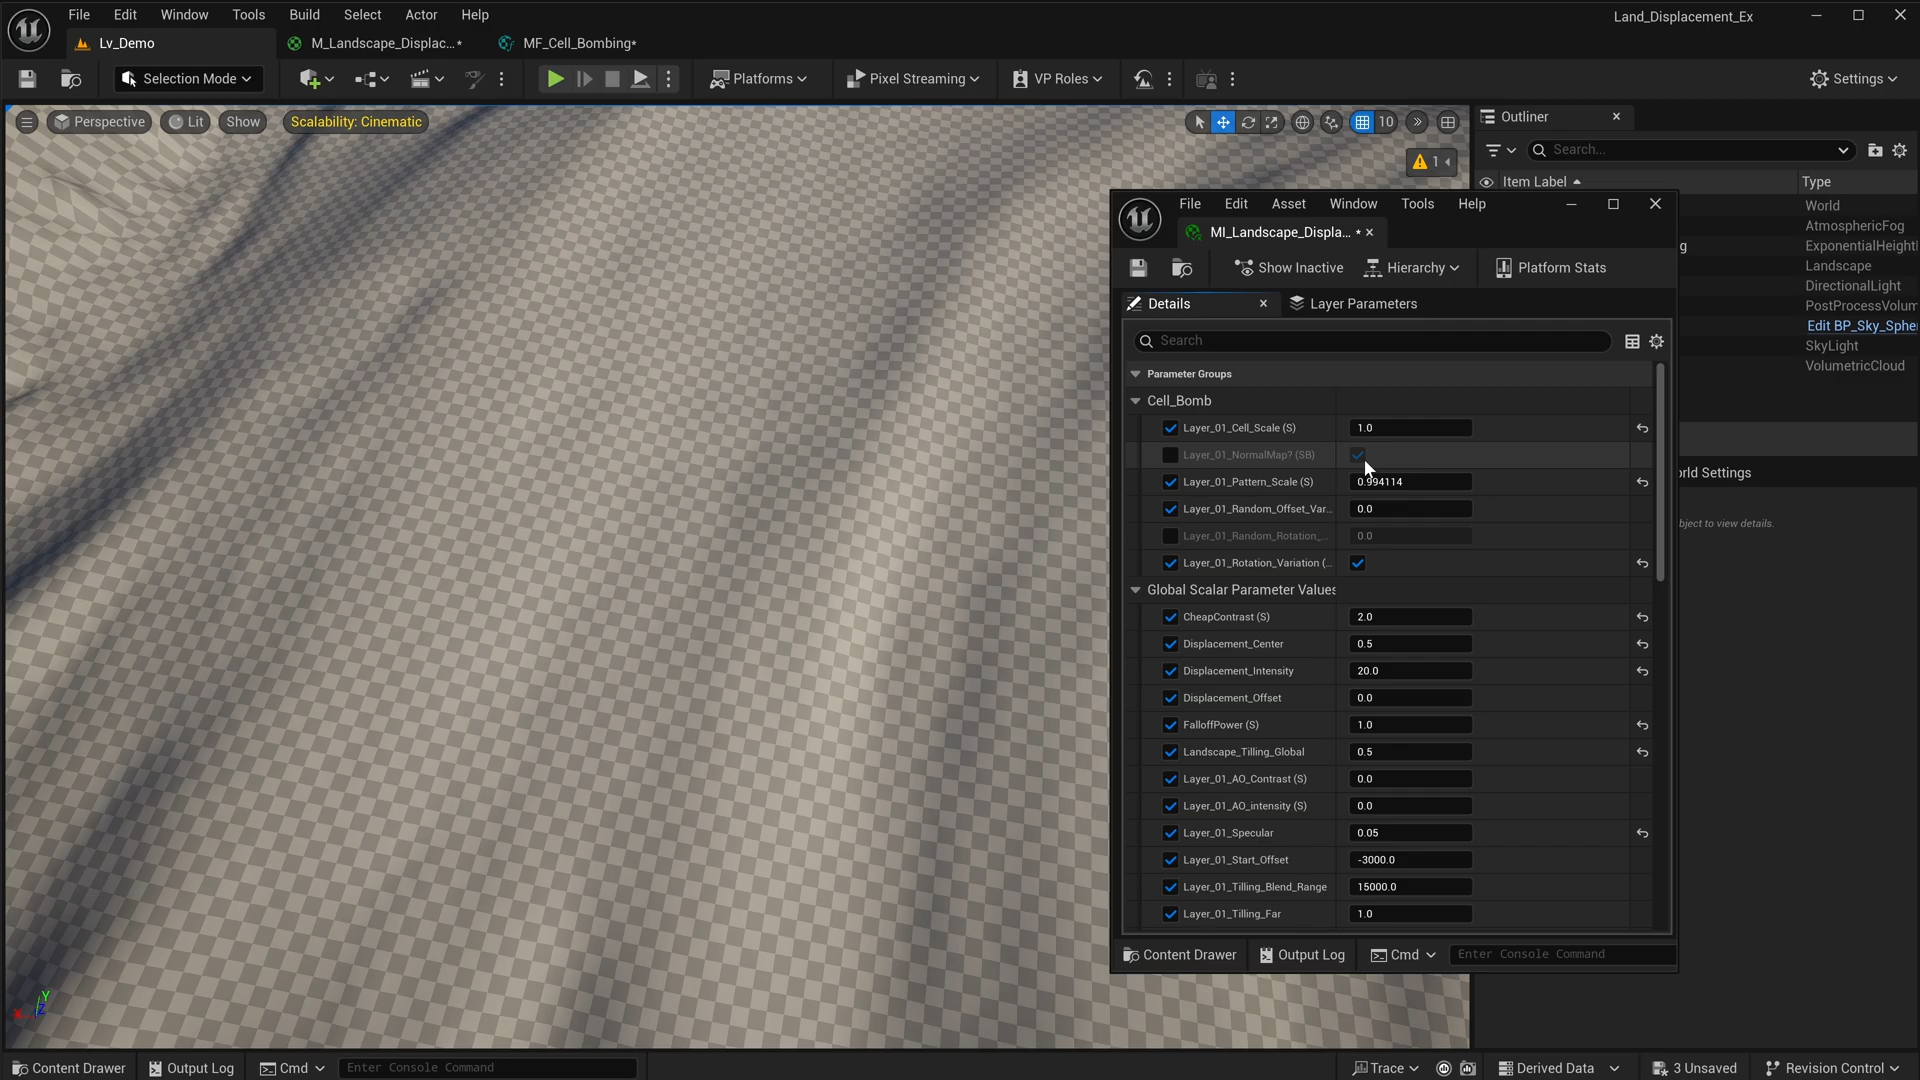 File Edit Window Tools Build Select Actor Help
Land_Displacement_Ex
Lv_Demo
M_Landscape_Displac...*
MF_Cell_Bombing*
Selection Mode
Platforms
Pixel Streaming
VP Roles
Settings
Perspective
Lit
Show
Scalability: Cinematic
10
1
Outliner
Search...
Item Label
Type
World
AtmosphericFog
ExponentialHeight
Landscape
DirectionalLight
PostProcessVolum
Edit BP_Sky_Sphe
SkyLight
VolumetricCloud
g
rld Settings
bject to view details.
File Edit Asset Window Tools Help
MI_Landscape_Displa... *
Show Inactive
Hierarchy
Platform Stats
Details
Layer Parameters
Search
Parameter Groups
Cell_Bomb
Layer_01_Cell_Scale (S) 1.0
Layer_01_NormalMap? (SB)
Layer_01_Pattern_Scale (S) 0.994114
Layer_01_Random_Offset_Var... 0.0
Layer_01_Random_Rotation_... 0.0
Layer_01_Rotation_Variation (...
Global Scalar Parameter Values
CheapContrast (S) 2.0
Displacement_Center 0.5
Displacement_Intensity 20.0
Displacement_Offset 0.0
FalloffPower (S) 1.0
Landscape_Tilling_Global 0.5
Layer_01_AO_Contrast (S) 0.0
Layer_01_AO_intensity (S) 0.0
Layer_01_Specular 0.05
Layer_01_Start_Offset -3000.0
Layer_01_Tilling_Blend_Range 15000.0
Layer_01_Tilling_Far 1.0
Content Drawer
Output Log
Cmd
Enter Console Command
Y
X
Z
Content Drawer
Output Log
Cmd
Enter Console Command
Trace
Derived Data
3 Unsaved
Revision Control